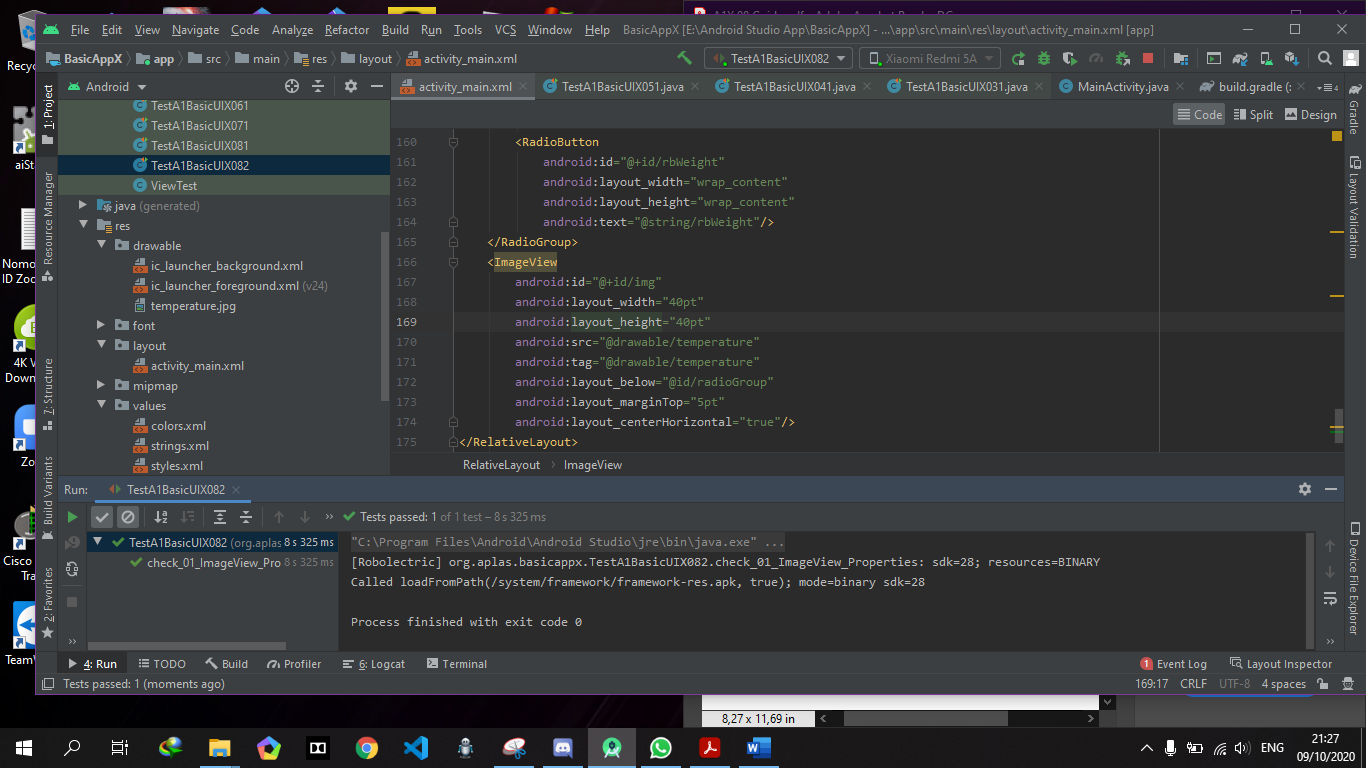 File Edit View Navigate Code Analyze Refactor Build Run Tools VCS Window Help BasicAppX [E:\Android Studio App\BasicAppX] - ...\app\src\main\res\layout\activity_main.xml [app]
BasicAppX app src main res layout activity_main.xml TestA1BasicUIX082 Xiaomi Redmi 5A
Android activity_main.xml TestA1BasicUIX051.java TestA1BasicUIX041.java TestA1BasicUIX031.java MainActivity.java build.gradle (:
Code Split Design
1: Project
Resource Manager
7: Structure
Build Variants
2: Favorites
Gradle
Layout Validation
Device File Explorer
TestA1BasicUIX061
TestA1BasicUIX071
TestA1BasicUIX081
TestA1BasicUIX082
ViewTest
java (generated)
res
drawable
ic_launcher_background.xml
ic_launcher_foreground.xml (v24)
temperature.jpg
font
layout
activity_main.xml
mipmap
values
colors.xml
strings.xml
styles.xml
160 <RadioButton
161 android:id="@+id/rbWeight"
162 android:layout_width="wrap_content"
163 android:layout_height="wrap_content"
164 android:text="@string/rbWeight"/>
165 </RadioGroup>
166 <ImageView
167 android:id="@+id/img"
168 android:layout_width="40pt"
169 android:layout_height="40pt"
170 android:src="@drawable/temperature"
171 android:tag="@drawable/temperature"
172 android:layout_below="@id/radioGroup"
173 android:layout_marginTop="5pt"
174 android:layout_centerHorizontal="true"/>
175 </RelativeLayout>
RelativeLayout ImageView
Run: TestA1BasicUIX082
Tests passed: 1 of 1 test – 8 s 325 ms
TestA1BasicUIX082 (org.aplas 8 s 325 ms
check_01_ImageView_Pro 8 s 325 ms
"C:\Program Files\Android\Android Studio\jre\bin\java.exe" ...
[Robolectric] org.aplas.basicappx.TestA1BasicUIX082.check_01_ImageView_Properties: sdk=28; resources=BINARY
Called loadFromPath(/system/framework/framework-res.apk, true); mode=binary sdk=28
Process finished with exit code 0
4: Run TODO Build Profiler 6: Logcat Terminal 1 Event Log Layout Inspector
Tests passed: 1 (moments ago) 169:17 CRLF UTF-8 4 spaces
8,27 x 11,69 in
Recyc
aiSta
Nomo
ID Zoo
4K V
Down
Zo
Cisco
Tra
TeamV
ENG
21:27
09/10/2020